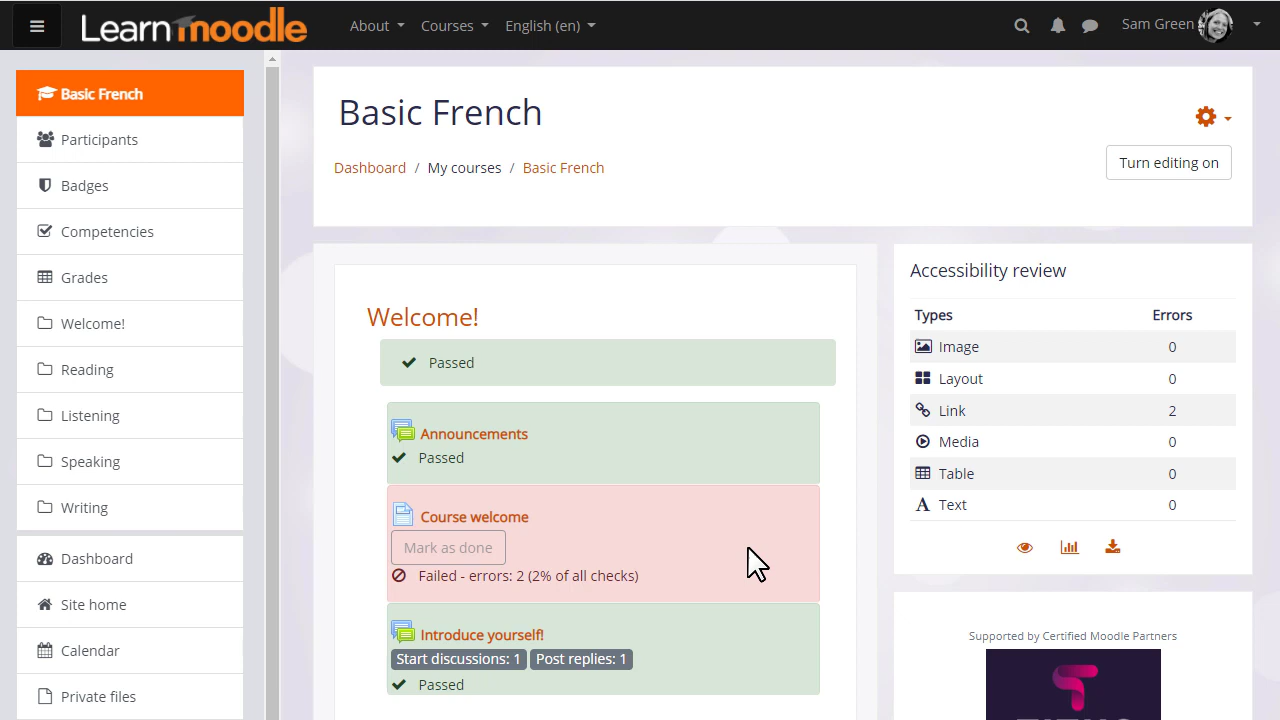 Learn moodle
About
Courses
English (en)
Sam Green
Basic French
Participants
Badges
Competencies
Grades
Welcome!
Reading
Listening
Speaking
Writing
Dashboard
Site home
Calendar
Private files
Basic French
Dashboard / My courses / Basic French
Turn editing on
Welcome!
Passed
Announcements
Passed
Course welcome
Mark as done
Failed - errors: 2 (2% of all checks)
Introduce yourself!
Start discussions: 1 Post replies: 1
Passed
Accessibility review
Types Errors
Image 0
Layout 0
Link 2
Media 0
Table 0
Text 0
Supported by Certified Moodle Partners